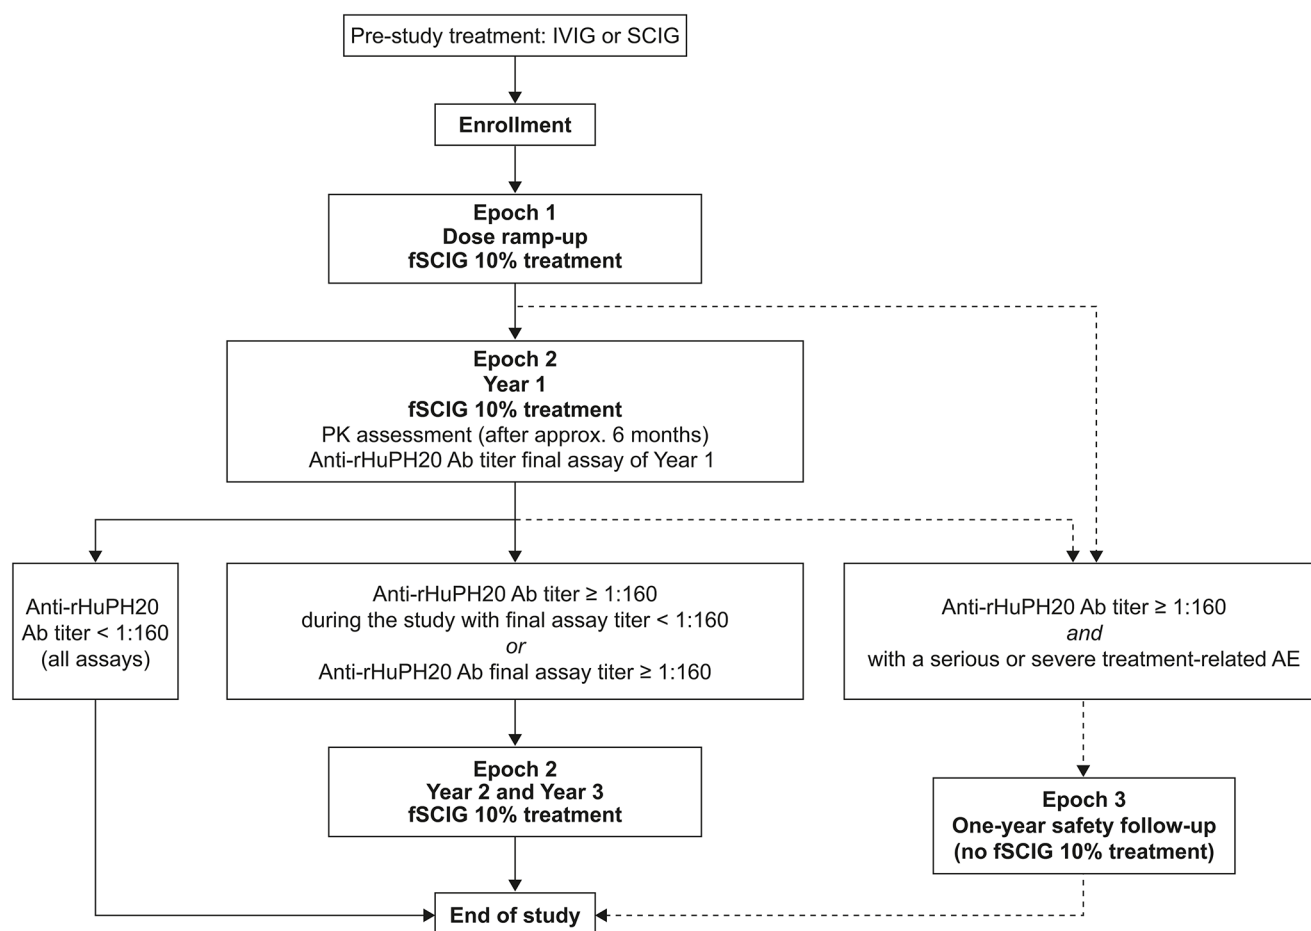 Pre-study treatment: IVIG or SCIG
Enrollment
Epoch 1
Dose ramp-up
fSCIG 10% treatment
Epoch 2
Year 1
fSCIG 10% treatment
PK assessment (after approx. 6 months)
Anti-rHuPH20 Ab titer final assay of Year 1
Anti-rHuPH20
Ab titer < 1:160
(all assays)
Anti-rHuPH20 Ab titer ≥ 1:160
during the study with final assay titer < 1:160
or
Anti-rHuPH20 Ab final assay titer ≥ 1:160
Anti-rHuPH20 Ab titer ≥ 1:160
and
with a serious or severe treatment-related AE
Epoch 2
Year 2 and Year 3
fSCIG 10% treatment
Epoch 3
One-year safety follow-up
(no fSCIG 10% treatment)
End of study